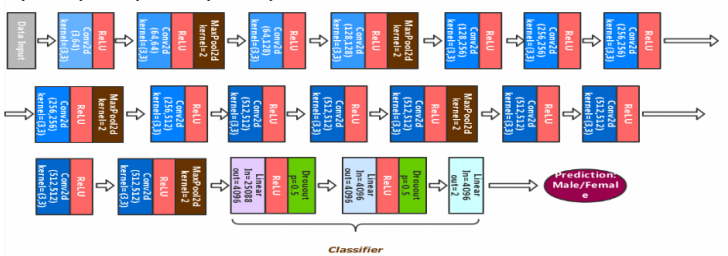 Data Input
Conv2d
(3,64)
kernel=(3,3)
ReLU
Conv2d
(64,64)
kernel=(3,3)
ReLU
MaxPool2d
kernel=2
Conv2d
(64,128)
kernel=(3,3)
ReLU
Conv2d
(128,128)
kernel=(3,3)
ReLU
MaxPool2d
kernel=2
Conv2d
(128,256)
kernel=(3,3)
ReLU
Conv2d
(256,256)
kernel=(3,3)
ReLU
Conv2d
(256,256)
kernel=(3,3)
ReLU
Conv2d
(256,256)
kernel=(3,3)
ReLU
MaxPool2d
kernel=2
Conv2d
(256,512)
kernel=(3,3)
ReLU
Conv2d
(512,512)
kernel=(3,3)
ReLU
Conv2d
(512,512)
kernel=(3,3)
ReLU
Conv2d
(512,512)
kernel=(3,3)
ReLU
MaxPool2d
kernel=2
Conv2d
(512,512)
kernel=(3,3)
ReLU
Conv2d
(512,512)
kernel=(3,3)
ReLU
Conv2d
(512,512)
kernel=(3,3)
ReLU
Conv2d
(512,512)
kernel=(3,3)
ReLU
MaxPool2d
kernel=2
Linear
In=25088
out=4096
ReLU
Drouout
p=0.5
Linear
In=4096
out=4096
ReLU
Drouout
p=0.5
Linear
In=4096
out=2
Prediction:
Male/Femal
e
Classifier